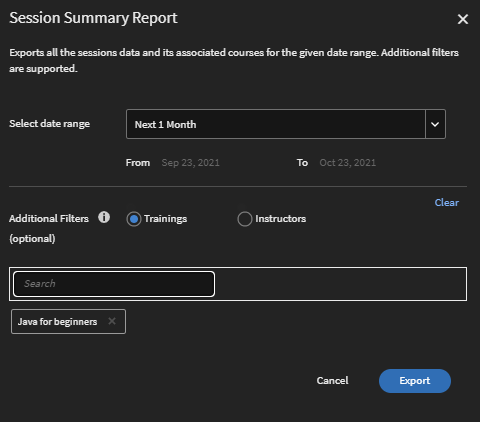 Session Summary Report
Exports all the sessions data and its associated courses for the given date range. Additional filters
are supported.
Select date range
Next 1 Month
From Sep 23, 2021 To Oct 23, 2021
Clear
Additional Filters Trainings Instructors
(optional)
Search
Java for beginners
Cancel Export